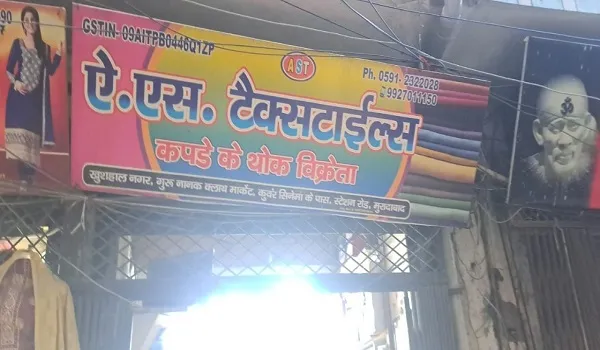 GSTIN- 09AITPB0446Q1ZP
AST
Ph. 0591- 2322028
9927011150
ऐ.एस. टैक्सटाईल्स
कपडे के थोक विक्रेता
खुशहाल नगर, गुरू नानक क्लाथ मार्केट, कुवंर सिनेमा के पास, स्टेशन रोड, मुरादाबाद